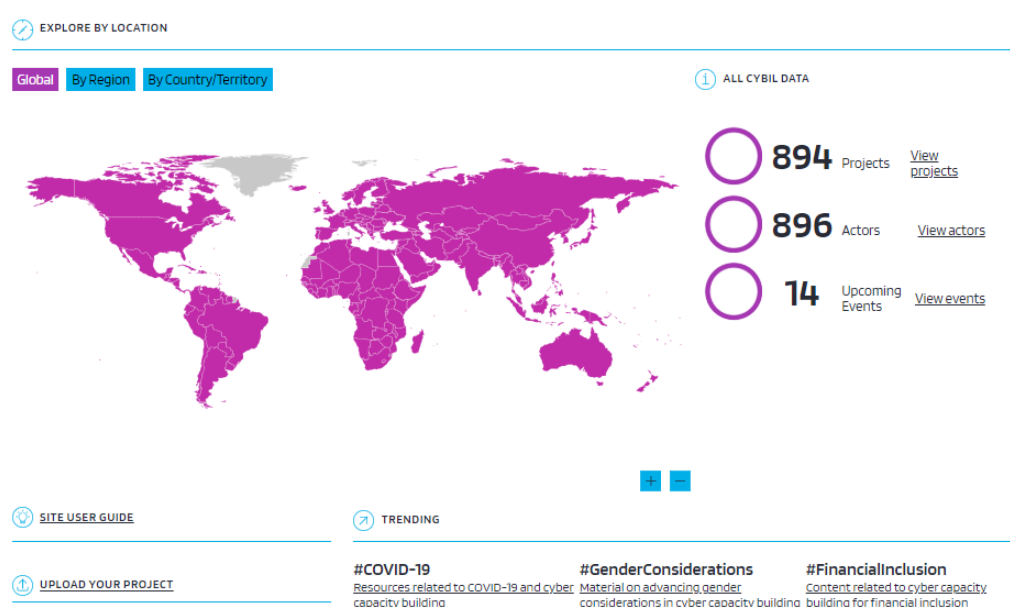 EXPLORE BY LOCATION
Global By Region By Country/Territory
ALL CYBIL DATA
894 Projects View
projects
896 Actors View actors
14 Upcoming
Events View events
+ −
SITE USER GUIDE
UPLOAD YOUR PROJECT
TRENDING
#COVID-19
Resources related to COVID-19 and cyber
capacity building
#GenderConsiderations
Material on advancing gender
considerations in cyber capacity building
#FinancialInclusion
Content related to cyber capacity
building for financial inclusion